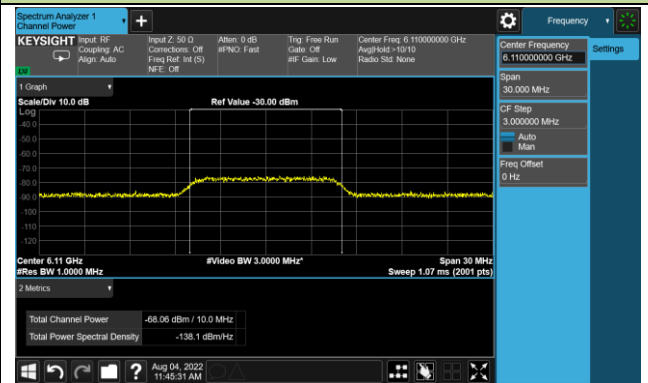 Spectrum Analyzer 1
Channel Power
+
Frequency
KEYSIGHT
Input: RF
Coupling: AC
Align: Auto
Input Z: 50 Ω
Corrections: Off
Freq Ref: Int (S)
NFE: Off
Atten: 0 dB
#PNO: Fast
Trig: Free Run
Gate: Off
#IF Gain: Low
Center Freq: 6.110000000 GHz
Avg|Hold:>10/10
Radio Std: None
Center Frequency
6.110000000 GHz
Settings
Span
30.000 MHz
CF Step
3.000000 MHz
Auto
Man
Freq Offset
0 Hz
1 Graph
Scale/Div 10.0 dB
Ref Value -30.00 dBm
Log
-40.0
-50.0
-60.0
-70.0
-80.0
-90.0
-100
-110
-120
Center 6.11 GHz
#Video BW 3.0000 MHz*
Span 30 MHz
#Res BW 1.0000 MHz
Sweep 1.07 ms (2001 pts)
2 Metrics
Total Channel Power
-68.06 dBm / 10.0 MHz
Total Power Spectral Density
-138.1 dBm/Hz
?
Aug 04, 2022
11:45:31 AM